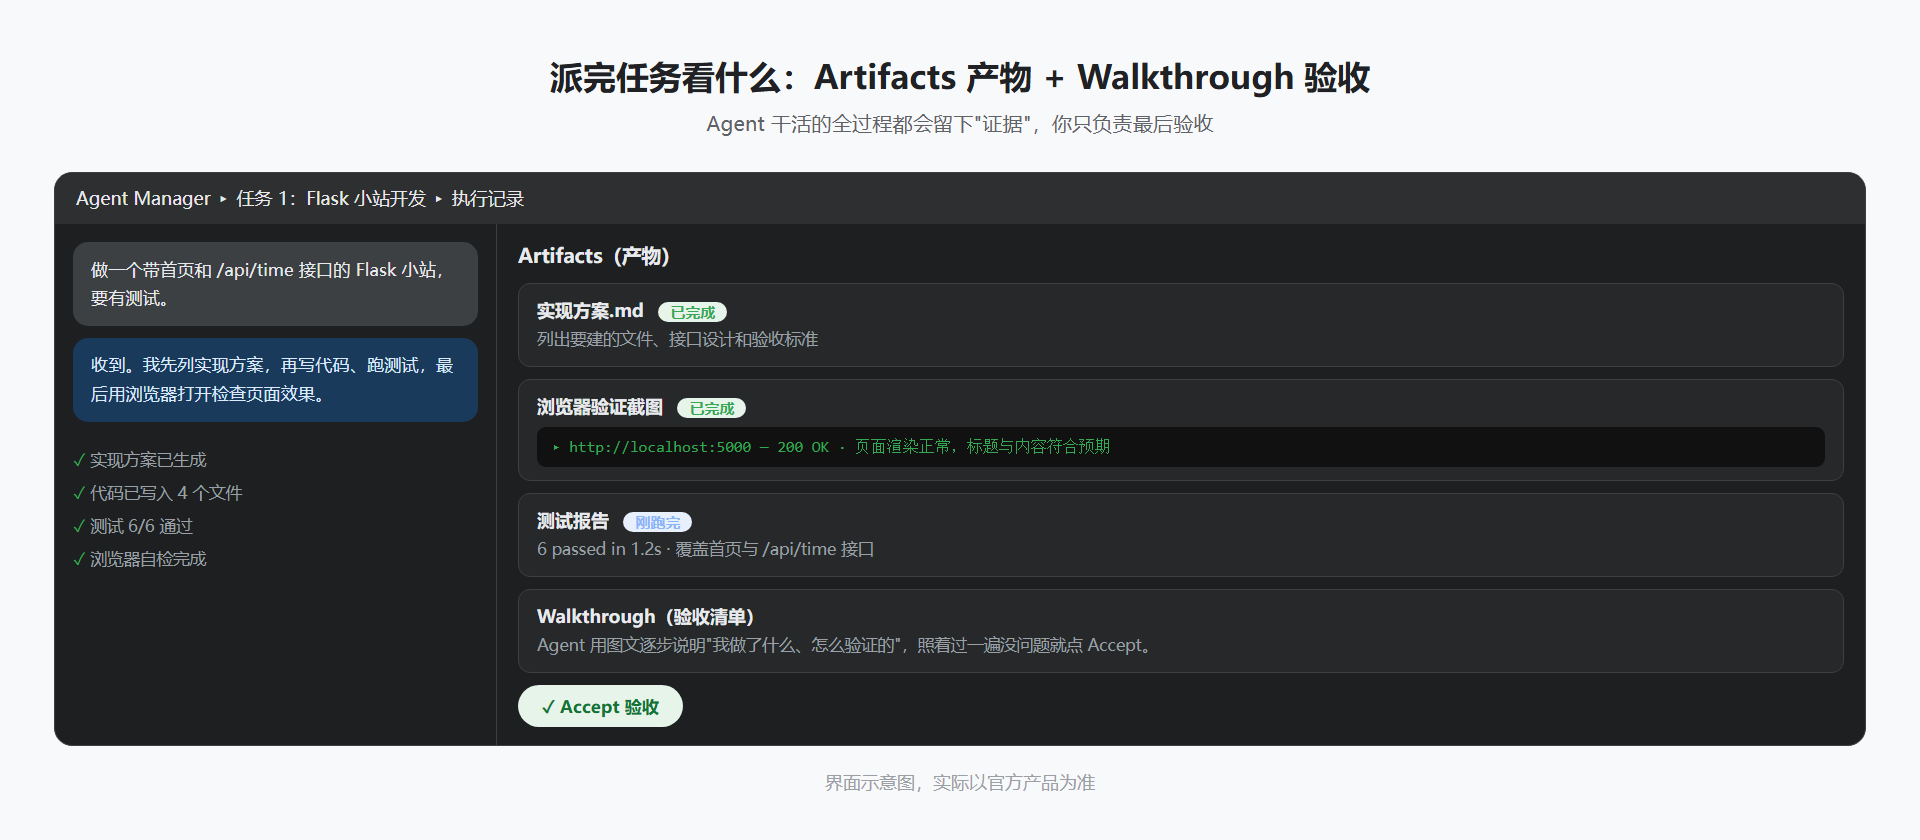 派完任务看什么：Artifacts 产物 + Walkthrough 验收
Agent 干活的全过程都会留下"证据"，你只负责最后验收
Agent Manager ▸ 任务 1：Flask 小站开发 ▸ 执行记录
做一个带首页和 /api/time 接口的 Flask 小站，
要有测试。
收到。我先列实现方案，再写代码、跑测试，最
后用浏览器打开检查页面效果。
✓ 实现方案已生成
✓ 代码已写入 4 个文件
✓ 测试 6/6 通过
✓ 浏览器自检完成
Artifacts（产物）
实现方案.md 已完成
列出要建的文件、接口设计和验收标准
浏览器验证截图 已完成
▸ http://localhost:5000 — 200 OK · 页面渲染正常，标题与内容符合预期
测试报告 刚跑完
6 passed in 1.2s · 覆盖首页与 /api/time 接口
Walkthrough（验收清单）
Agent 用图文逐步说明"我做了什么、怎么验证的"，照着过一遍没问题就点 Accept。
✓ Accept 验收
界面示意图，实际以官方产品为准